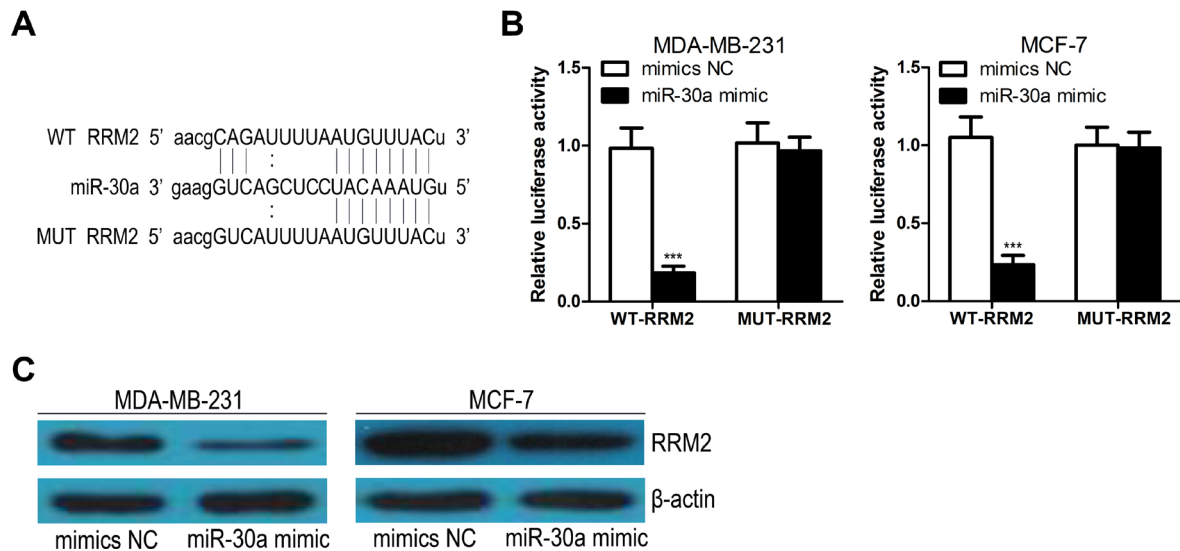 A
WT RRM2 5’ aacgCAGAUUUUAAUGUUUACu 3’
miR-30a 3’ gaagGUCAGCUCCUACAAAUGu 5’
MUT RRM2 5’ aacgGUCAUUUUAAUGUUUACu 3’
B
MDA-MB-231
mimics NC
miR-30a mimic
Relative luciferase activity
1.5
1.0
0.5
0.0
***
WT-RRM2 MUT-RRM2
MCF-7
mimics NC
miR-30a mimic
Relative luciferase activity
1.5
1.0
0.5
0.0
***
WT-RRM2 MUT-RRM2
C
MDA-MB-231 MCF-7
RRM2
β-actin
mimics NC miR-30a mimic mimics NC miR-30a mimic